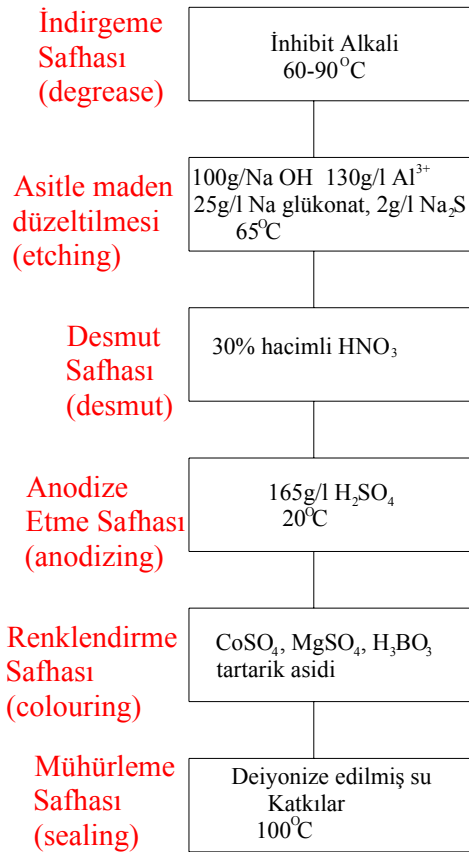 İndirgeme
Safhası
(degrease)
İnhibit Alkali
60-90°C
Asitle maden
düzeltilmesi
(etching)
100g/Na OH 130g/l Al³⁺
25g/l Na glükonat, 2g/l Na₂S
65°C
Desmut
Safhası
(desmut)
30% hacimli HNO₃
Anodize
Etme Safhası
(anodizing)
165g/l H₂SO₄
20°C
Renklendirme
Safhası
(colouring)
CoSO₄, MgSO₄, H₃BO₃
tartarik asidi
Mühürleme
Safhası
(sealing)
Deiyonize edilmiş su
Katkılar
100°C